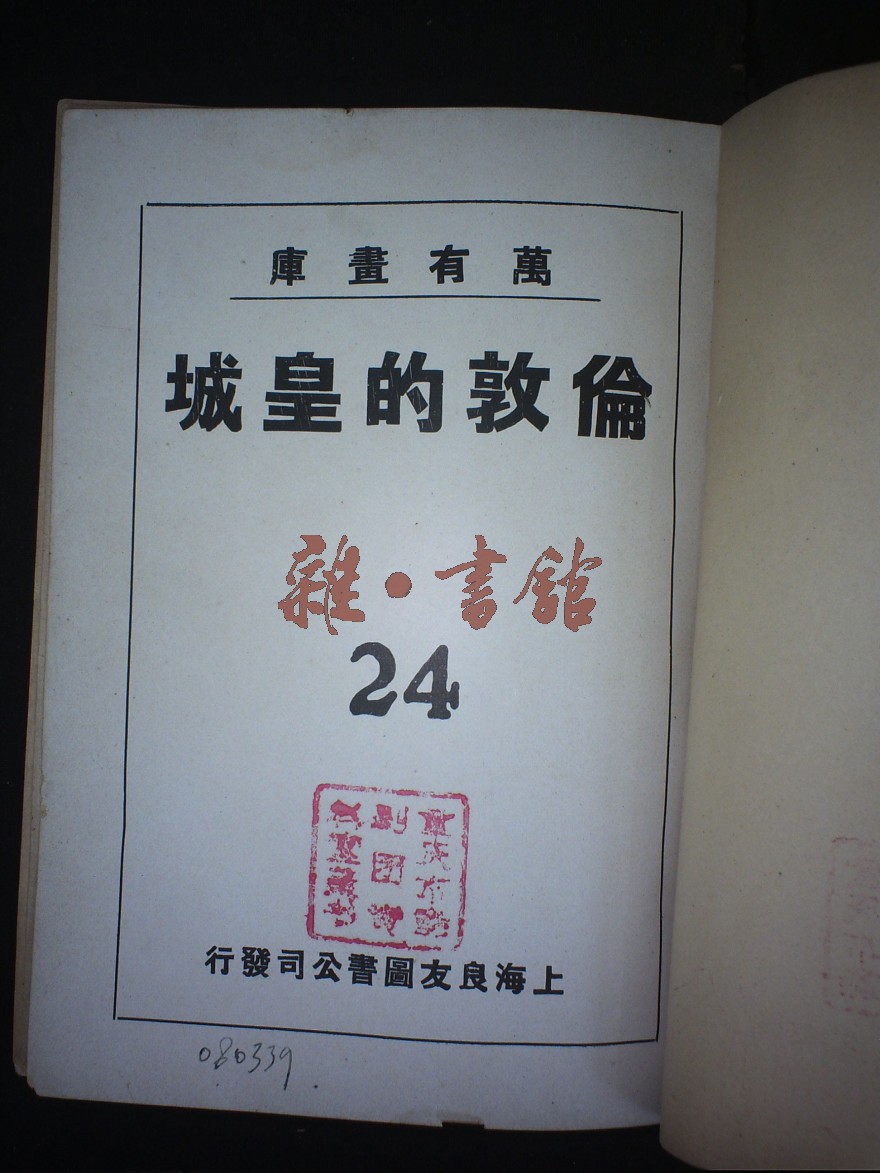 萬有畫庫
倫敦的皇城
雜·書館
24
上海良友圖書公司發行
080339